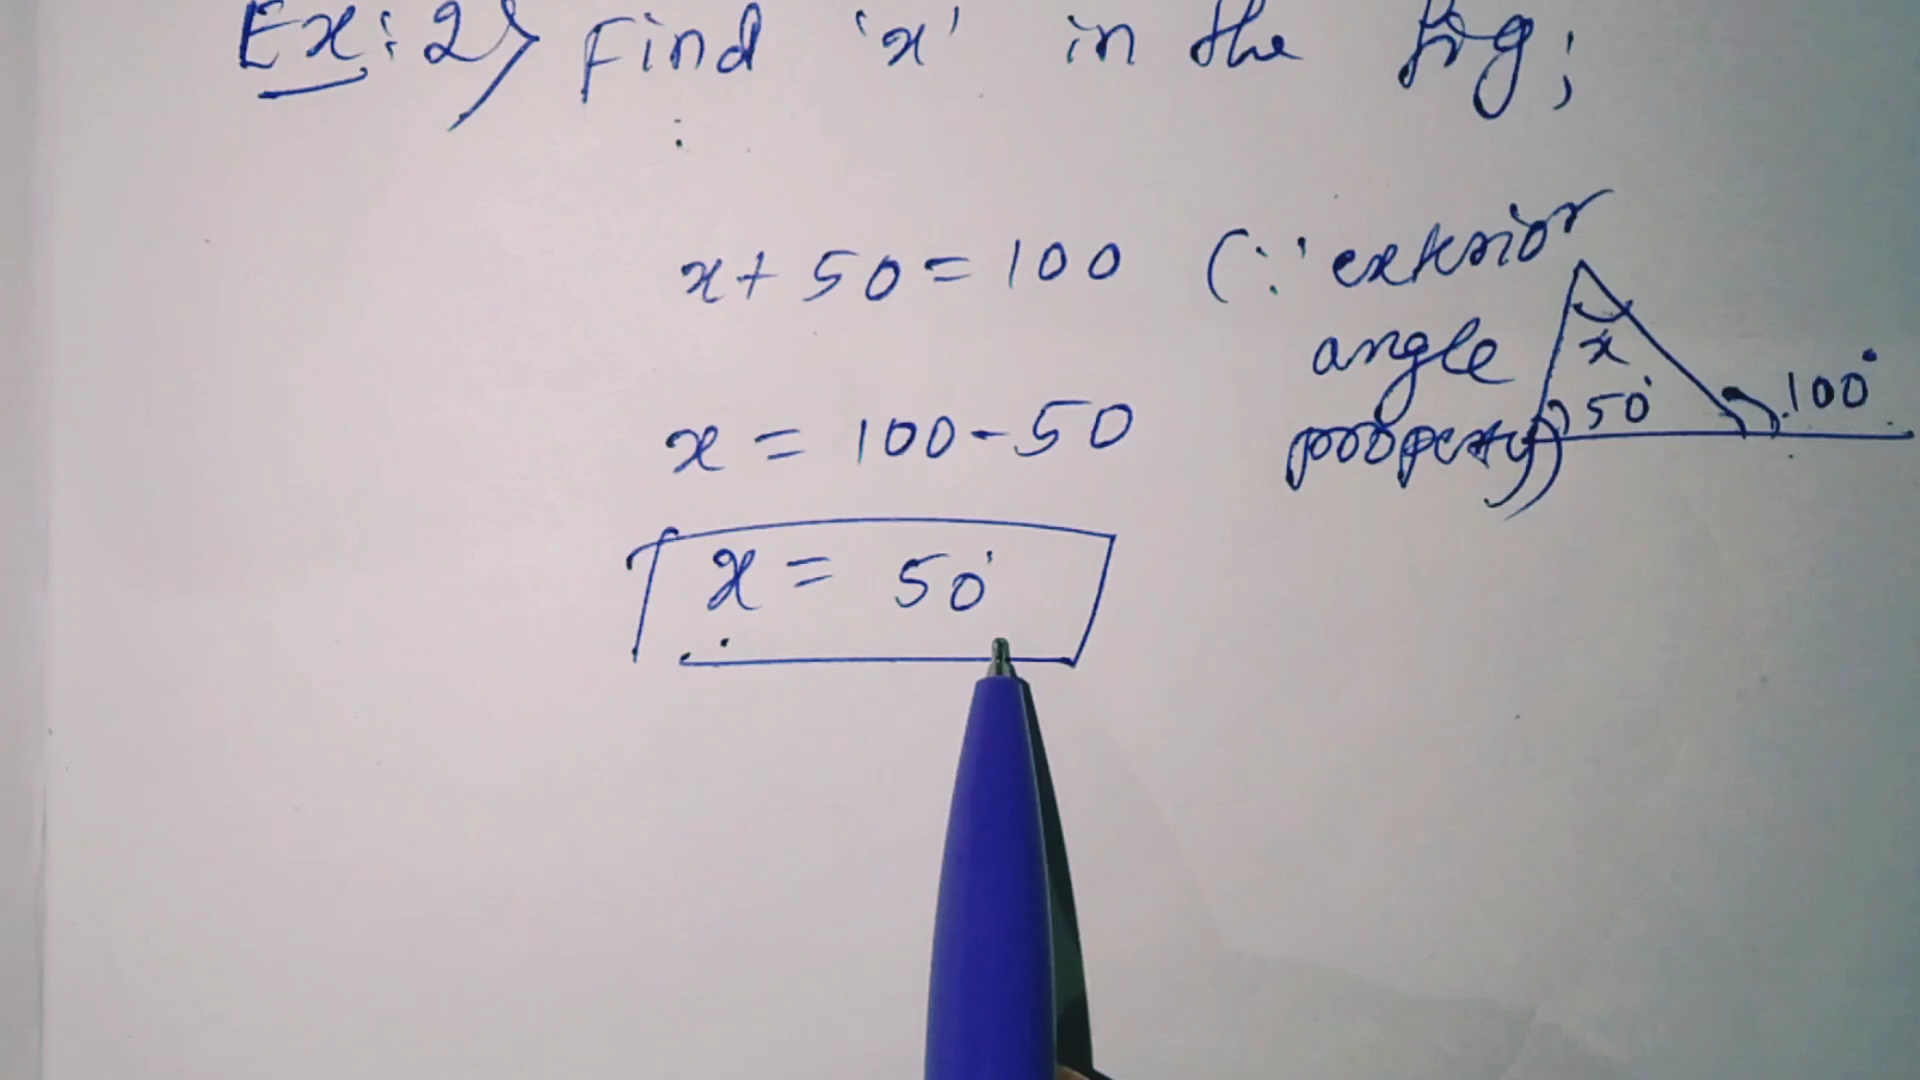 Ex: 2) Find 'x' in the fig;
x + 50 = 100 (∵ exterior
angle
property)
x = 100 - 50
x = 50°
x
50°
100°